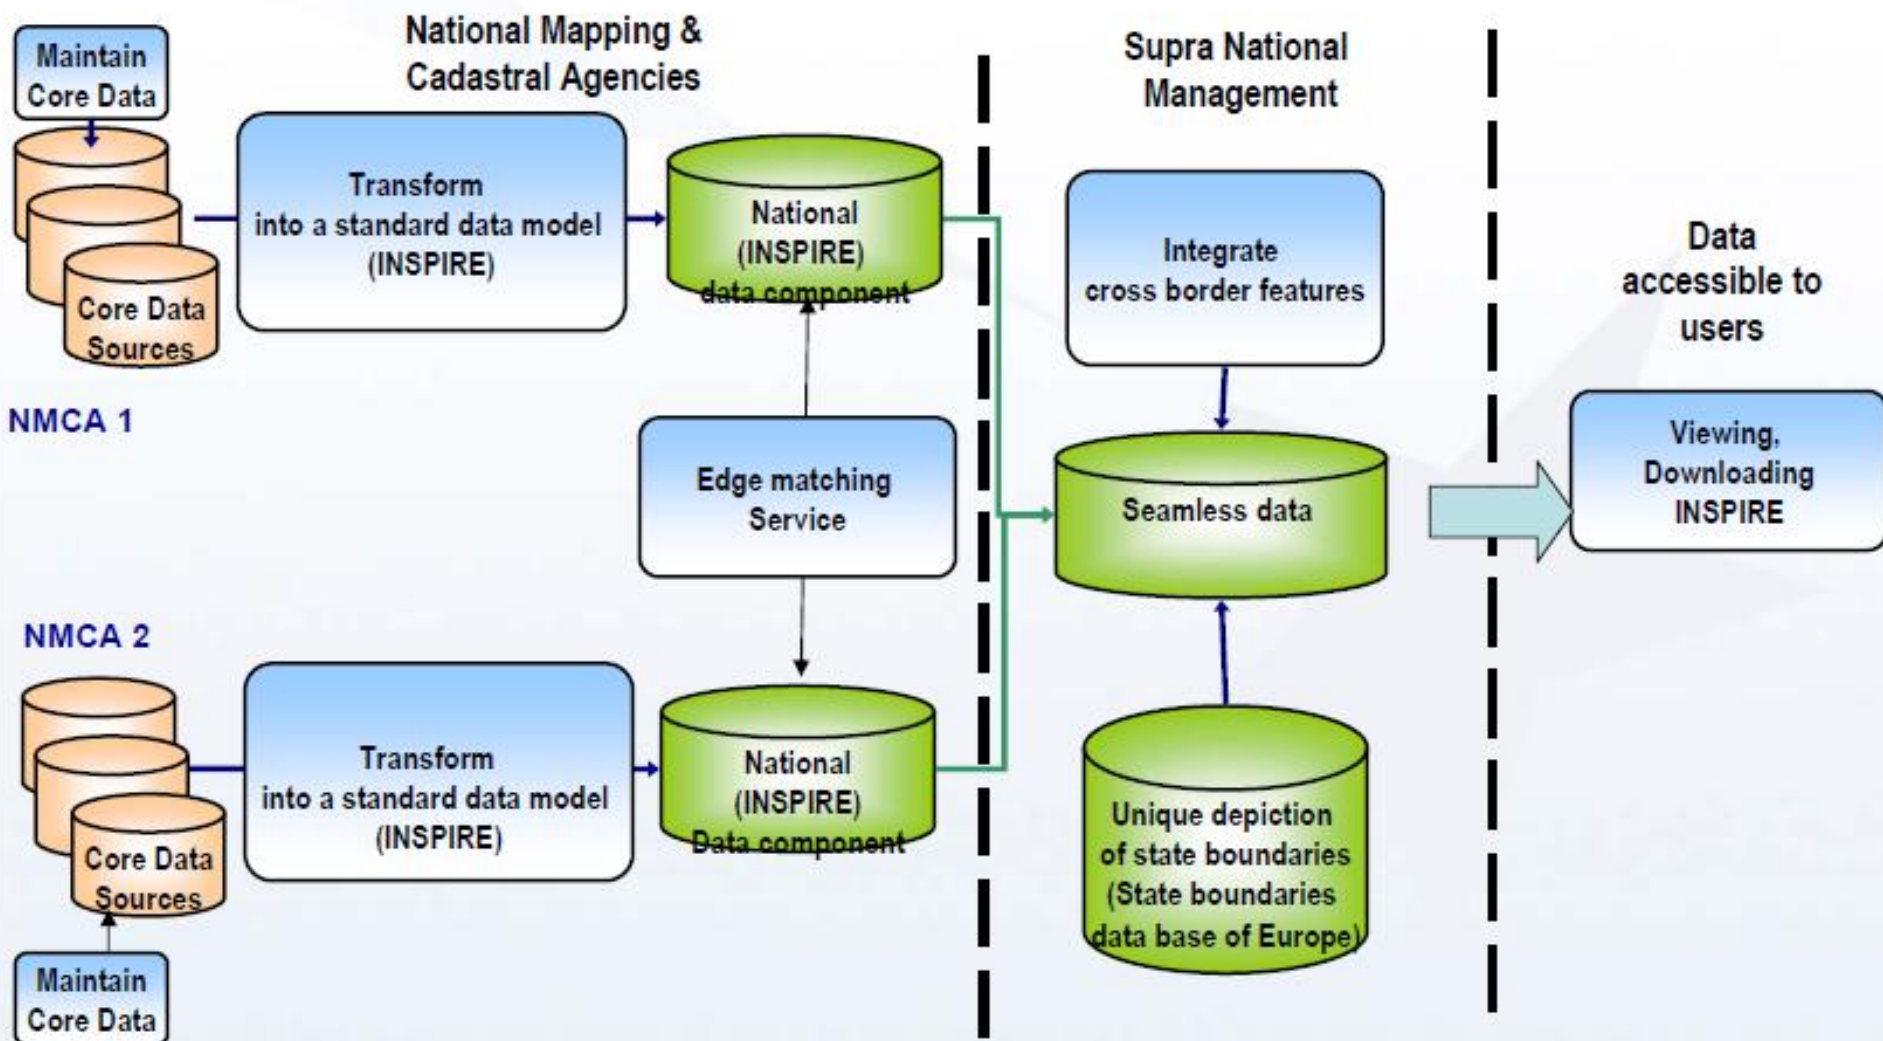 National Mapping &
Cadastral Agencies
Supra National
Management
Maintain
Core Data
Transform
into a standard data model
(INSPIRE)
National
(INSPIRE)
data component
Core Data
Sources
NMCA 1
Integrate
cross border features
Data
accessible to
users
Edge matching
Service
Seamless data
Viewing,
Downloading
INSPIRE
NMCA 2
Transform
into a standard data model
(INSPIRE)
National
(INSPIRE)
Data component
Core Data
Sources
Maintain
Core Data
Unique depiction
of state boundaries
(State boundaries
data base of Europe)